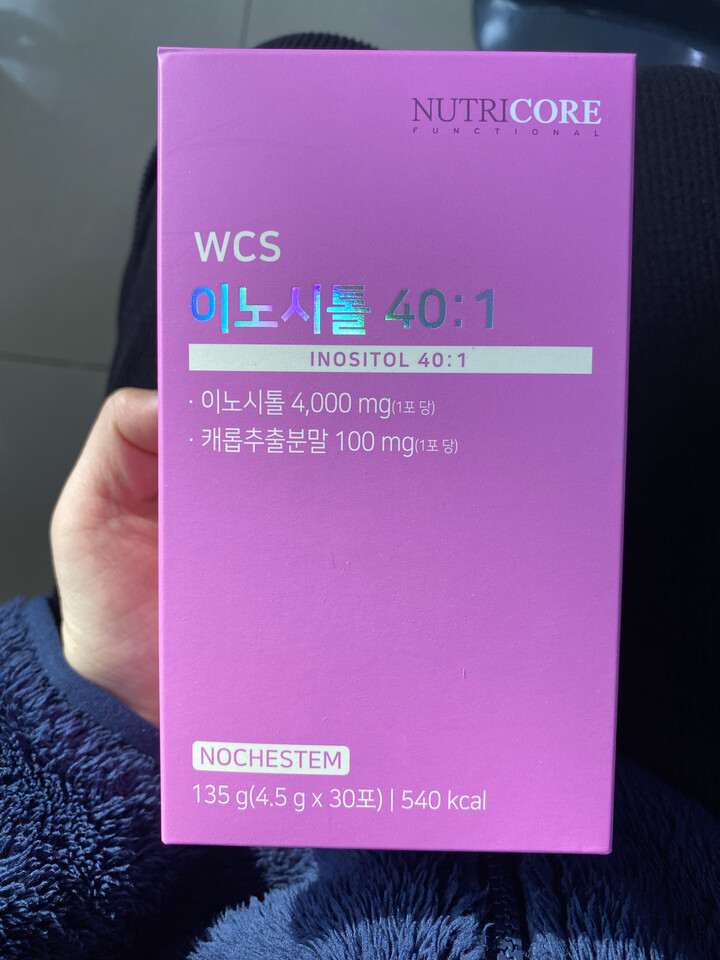 NUTRICORE
FUNCTIONAL
WCS
이노시톨 40:1
INOSITOL 40:1
· 이노시톨 4,000 mg(1포 당)
· 캐롭추출분말 100 mg(1포 당)
NOCHESTEM
135 g(4.5 g x 30포) | 540 kcal